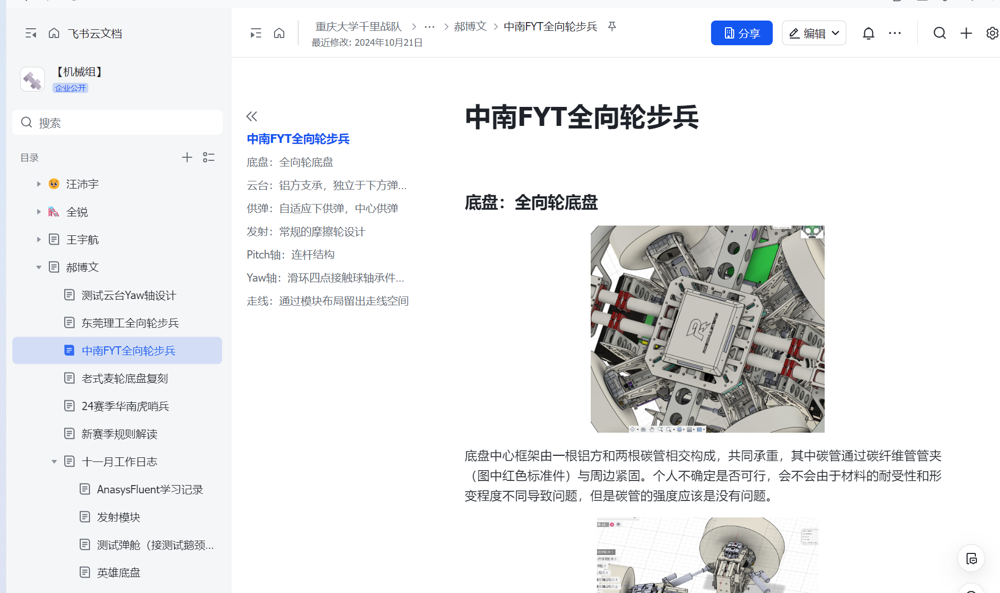 飞书云文档
【机械组】
企业公开
搜索
目录
汪沛宇
全锐
王宇航
郝博文
测试云台Yaw轴设计
东莞理工全向轮步兵
中南FYT全向轮步兵
老式麦轮底盘复刻
24赛季华南虎哨兵
新赛季规则解读
十一月工作日志
AnasysFluent学习记录
发射模块
测试弹舱（接测试鹅颈...
英雄底盘
重庆大学千里战队 > ... > 郝博文 > 中南FYT全向轮步兵
最近修改: 2024年10月21日
分享
编辑
中南FYT全向轮步兵
底盘：全向轮底盘
云台：铝方支承，独立于下方弹...
供弹：自适应下供弹，中心供弹
发射：常规的摩擦轮设计
Pitch轴：连杆结构
Yaw轴：滑环四点接触球轴承件...
走线：通过模块布局留出走线空间
中南FYT全向轮步兵
底盘：全向轮底盘
底盘中心框架由一根铝方和两根碳管相交构成，共同承重，其中碳管通过碳纤维管管夹
（图中红色标准件）与周边紧固。个人不确定是否可行，会不会由于材料的耐受性和形
变程度不同导致问题，但是碳管的强度应该是没有问题。